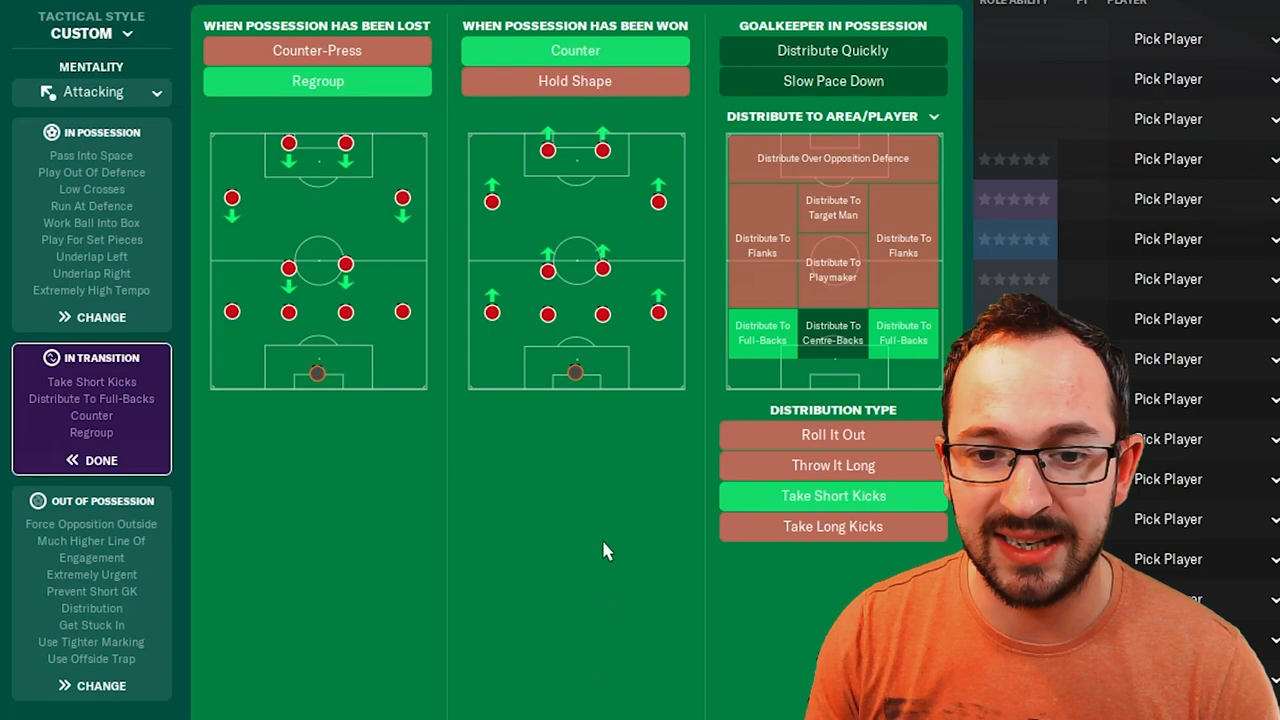 TACTICAL STYLE
CUSTOM
MENTALITY
Attacking
IN POSSESSION
Pass Into Space
Play Out Of Defence
Low Crosses
Run At Defence
Work Ball Into Box
Play For Set Pieces
Underlap Left
Underlap Right
Extremely High Tempo
CHANGE
IN TRANSITION
Take Short Kicks
Distribute To Full-Backs
Counter
Regroup
DONE
OUT OF POSSESSION
Force Opposition Outside
Much Higher Line Of
Engagement
Extremely Urgent
Prevent Short GK
Distribution
Get Stuck In
Use Tighter Marking
Use Offside Trap
CHANGE
WHEN POSSESSION HAS BEEN LOST
Counter-Press
Regroup
WHEN POSSESSION HAS BEEN WON
Counter
Hold Shape
GOALKEEPER IN POSSESSION
Distribute Quickly
Slow Pace Down
DISTRIBUTE TO AREA/PLAYER
Distribute Over Opposition Defence
Distribute To
Target Man
Distribute To
Flanks
Distribute To
Playmaker
Distribute To
Flanks
Distribute To
Full-Backs
Distribute To
Centre-Backs
Distribute To
Full-Backs
DISTRIBUTION TYPE
Roll It Out
Throw It Long
Take Short Kicks
Take Long Kicks
ROLE ABILITY
PLAYER
Pick Player
Pick Player
Pick Player
Pick Player
Pick Player
Pick Player
Pick Player
Pick Player
Pick Player
Pick Player
Pick Player
Pick Player
Pick Player
Pick Player